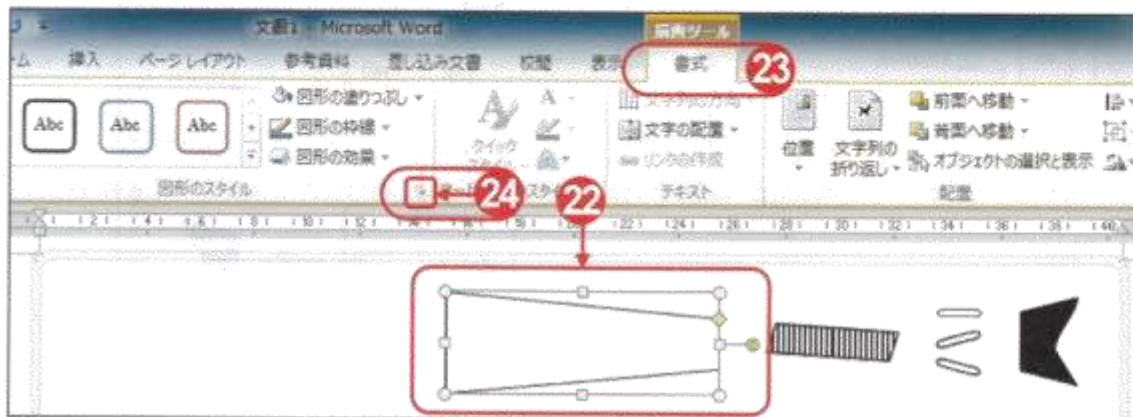 文書1 - Microsoft Word
描画ツール
挿入 ページ レイアウト 参考資料 差し込み文書 校閲 表示 書式 23
Abc Abc Abc
図形の塗りつぶし
図形の枠線
図形の効果
図形のスタイル
クイック
スタイル
A
文字列の方向
文字の配置
リンクの作成
テキスト
位置
文字列の
折り返し
前面へ移動
背面へ移動
オブジェクトの選択と表示
配置
24 22